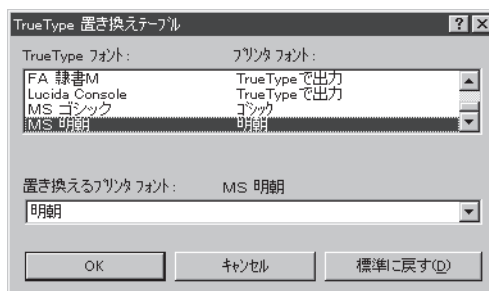 TrueType 置き換えテーブル
TrueType フォント: プリンタ フォント:
FA 隷書M TrueTypeで出力
Lucida Console TrueTypeで出力
MS ゴシック ゴシック
MS 明朝 明朝
置き換えるプリンタ フォント: MS 明朝
明朝
OK キャンセル 標準に戻す(D)